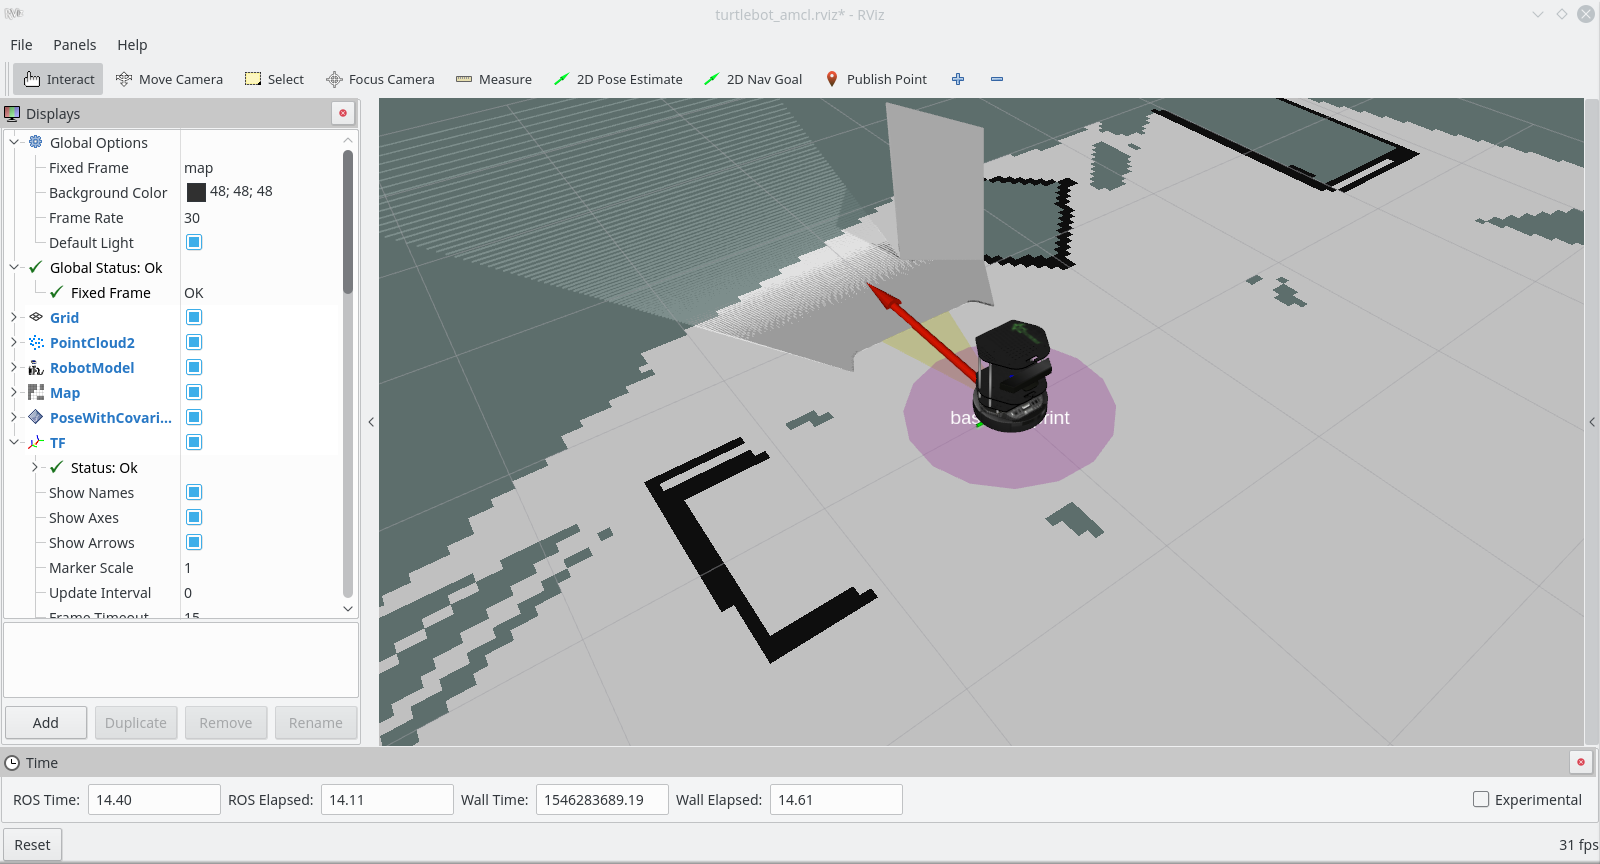 turtlebot_amcl.rviz* - RViz
File Panels Help
Interact Move Camera Select Focus Camera Measure 2D Pose Estimate 2D Nav Goal Publish Point
Displays
Global Options
Fixed Frame map
Background Color 48; 48; 48
Frame Rate 30
Default Light
Global Status: Ok
Fixed Frame OK
Grid
PointCloud2
RobotModel
Map
PoseWithCovari...
TF
Status: Ok
Show Names
Show Axes
Show Arrows
Marker Scale 1
Update Interval 0
Frame Timeout 15
Add Duplicate Remove Rename
Time
ROS Time: 14.40 ROS Elapsed: 14.11 Wall Time: 1546283689.19 Wall Elapsed: 14.61 Experimental
Reset 31 fps